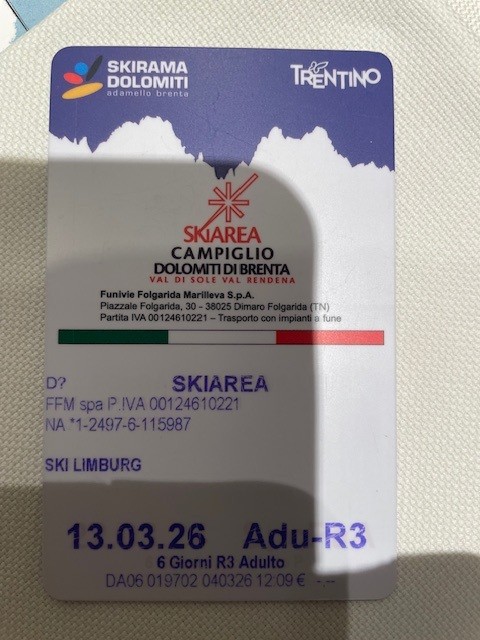 SKIRAMA
DOLOMITI
adamello brenta
TRENTINO
SKIAREA
CAMPIGLIO
DOLOMITI DI BRENTA
VAL DI SOLE VAL RENDENA
Funivie Folgarida Marilleva S.p.A.
Piazzale Folgarida, 30 – 38025 Dimaro Folgarida (TN)
Partita IVA 00124610221 – Trasporto con impianti a fune
D? SKIAREA
FFM spa P.IVA 00124610221
NA *1-2497-6-115987
SKI LIMBURG
13.03.26 Adu-R3
6 Giorni R3 Adulto
DA06 019702 040326 12:09 € -.--